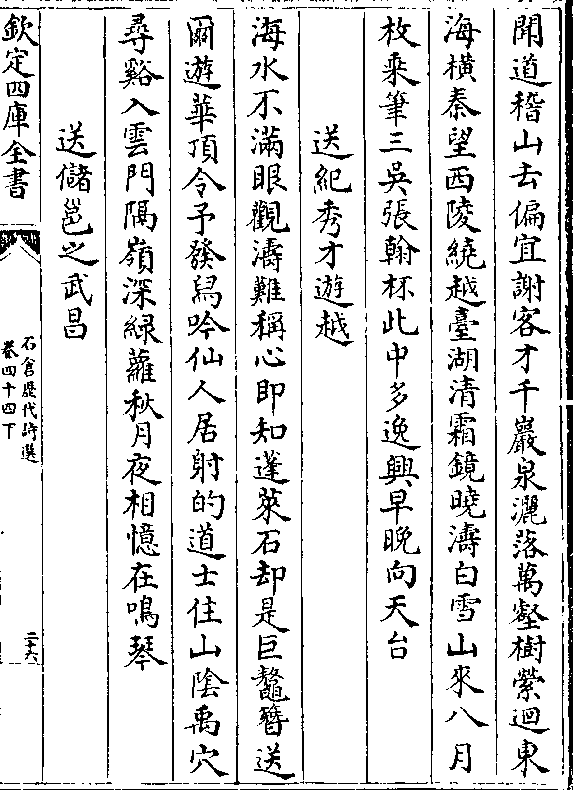 聞道稽山去偏宜謝客才千巖泉灑落萬壑樹縈迴東
海橫秦望西陵繞越臺湖清霜鏡曉濤白雪山來八月
枚乗筆三吳張翰杯此中多逸興早晚向天台
送紀秀才遊越
海水不滿眼觀濤難稱心即知蓬萊石却是巨鼇簪送
爾遊華頂令予發舄吟仙人居射的道士住山陰禹穴
尋谿入雲門隔嶺深綠蘿秋月夜相憶在鳴琴
送儲邕之武昌
欽定四庫全書
石倉歷代詩選
卷四十四下
二十六